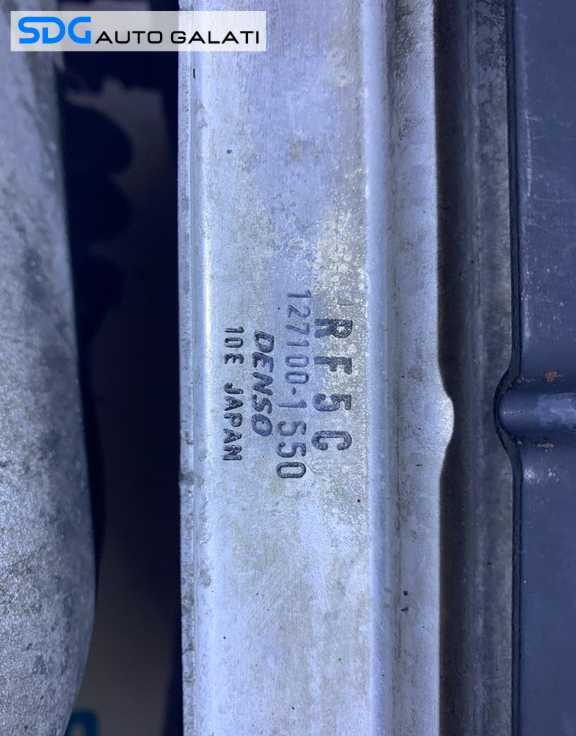 SDG AUTO GALATI
RF5C
127100-1550
DENSO
10E JAPAN